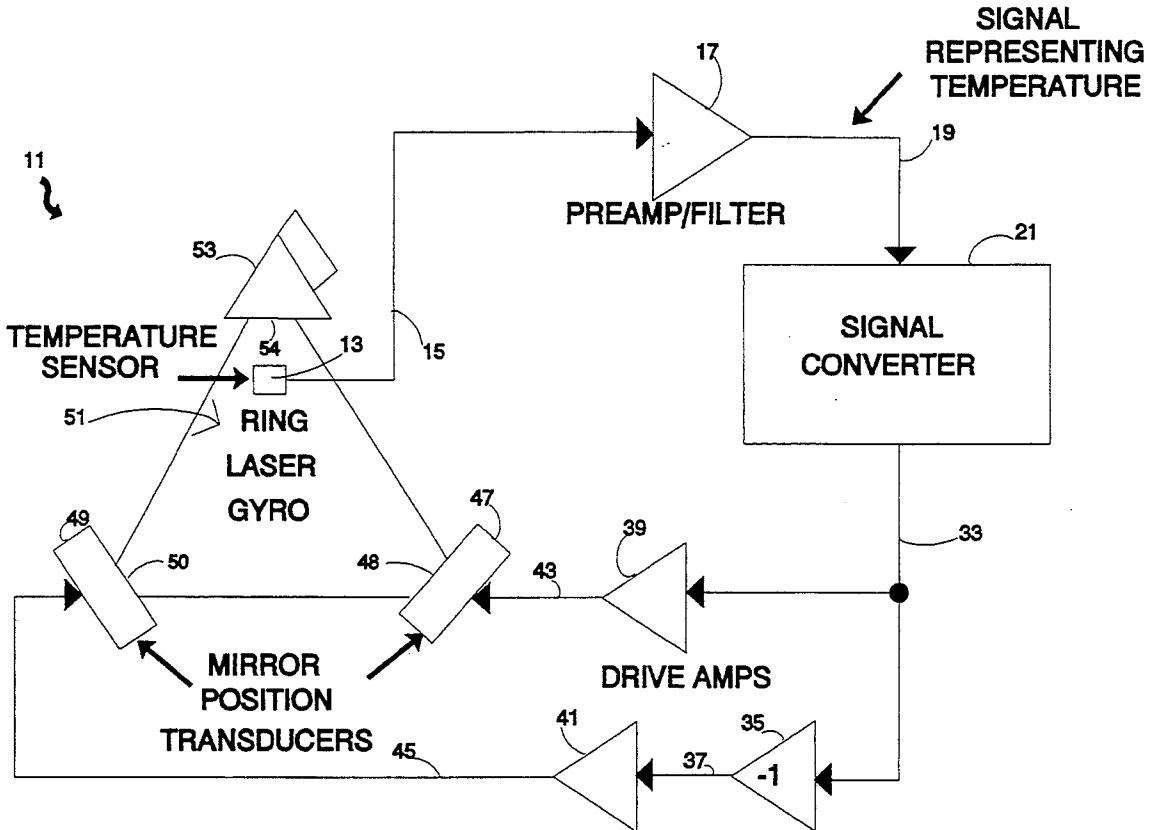 SIGNAL
REPRESENTING
TEMPERATURE
17
19
11
PREAMP/FILTER
21
53
SIGNAL
CONVERTER
TEMPERATURE
SENSOR
54
13
15
51
RING
LASER
GYRO
49
50
47
48
39
43
33
MIRROR
POSITION
TRANSDUCERS
DRIVE AMPS
41
35
-1
37
45